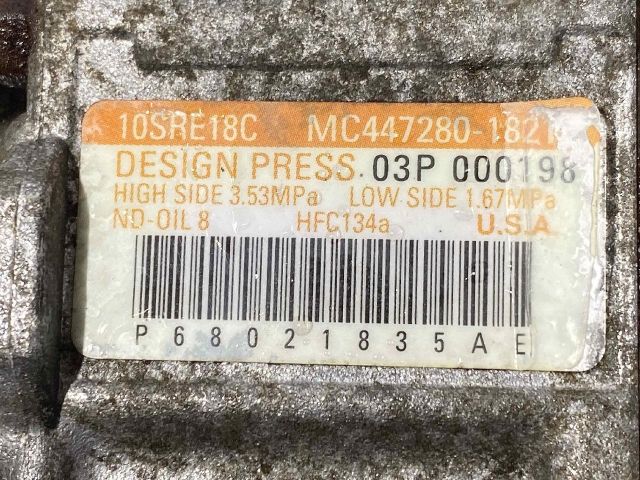 10SRE18C MC447280-1821
DESIGN PRESS. 03P 000198
HIGH SIDE 3.53MPa LOW SIDE 1.67MPa
ND-OIL 8 HFC134a U.S.A
P68021835AE